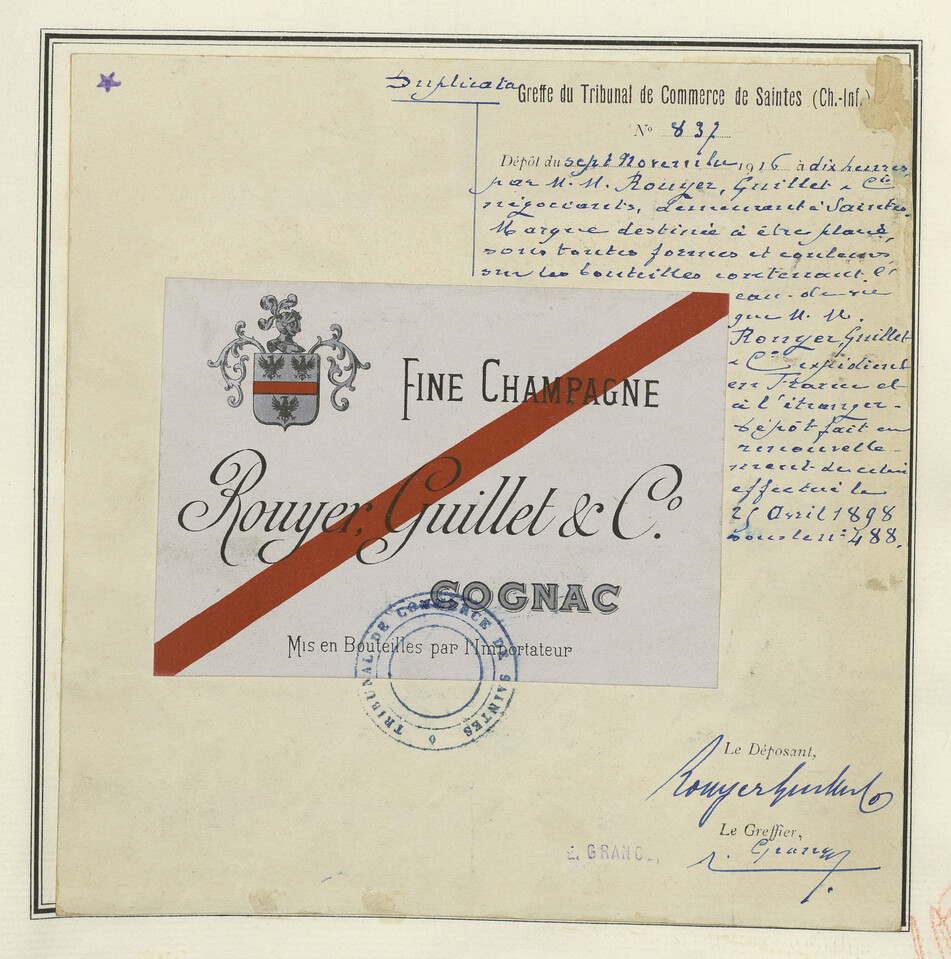 Duplicata
Greffe du Tribunal de Commerce de Saintes (Ch.-Inf.)
N° 837
Dépôt du sept Novembre 1916 à dix heures,
par M. M. Rouyer, Guillet & Cie
négociants, demeurant à Saintes.
Marque destinée à être placée,
sous toutes formes et couleurs,
sur les bouteilles contenant l'
eau-de-vie
que M. M.
Rouyer, Guillet
& Cie expédient
en France et
à l'étranger.
Dépôt fait en
renouvelle-
ment de celui
effectué le
Avril 1898
sous le n° 488.
FINE CHAMPAGNE
Rouyer, Guillet & Co.
COGNAC
Mis en Bouteilles par l'Importateur
TRIBUNAL DE COMMERCE DE SAINTES
Le Déposant,
Rouyer Guillet & Co
Le Greffier,